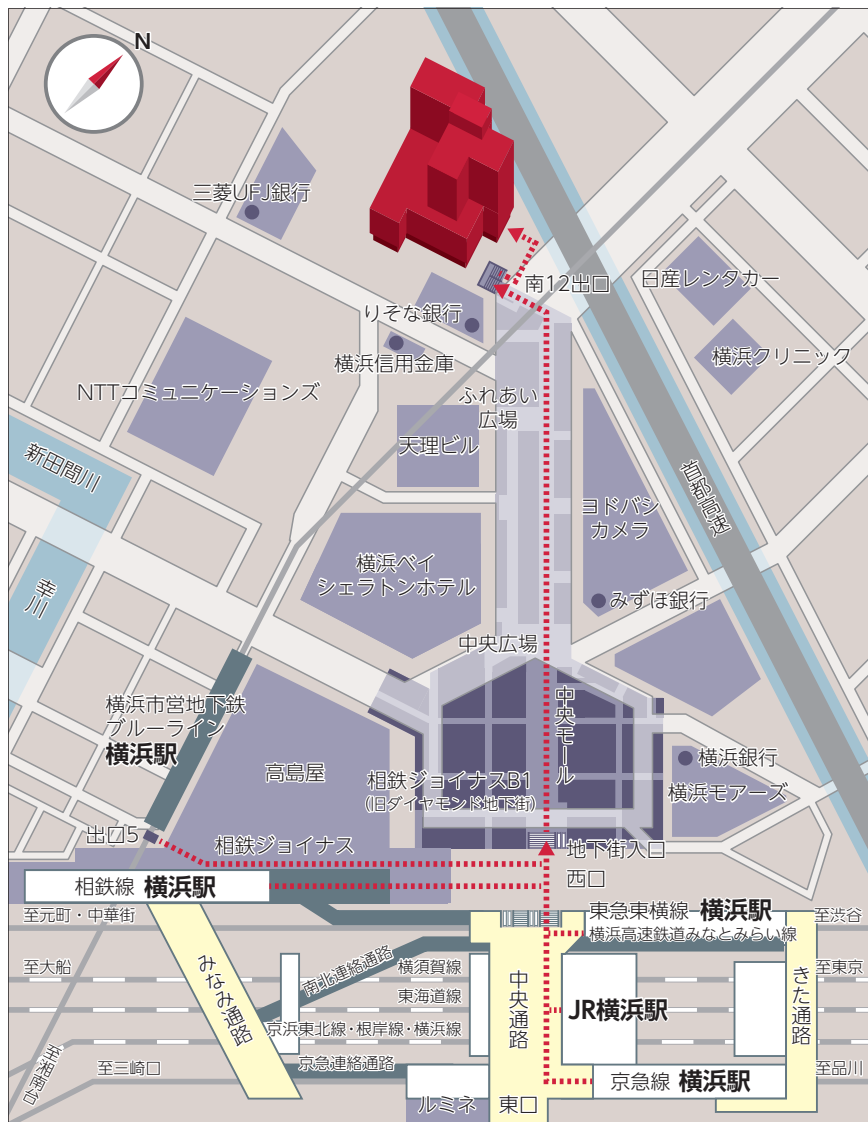 N
三菱UFJ銀行
南12出口
日産レンタカー
りそな銀行
横浜信用金庫
横浜クリニック
NTTコミュニケーションズ
ふれあい
広場
天理ビル
新田間川
首都高速
ヨドバシ
カメラ
横浜ベイ
シェラトンホテル
幸川
みずほ銀行
中央広場
横浜市営地下鉄
ブルーライン
横浜駅
中央モール
高島屋
相鉄ジョイナスB1
(旧ダイヤモンド地下街)
横浜銀行
横浜モアーズ
出口5
相鉄ジョイナス
地下街入口
西口
相鉄線 横浜駅
至元町・中華街
東急東横線 横浜駅
横浜高速鉄道みなとみらい線
至渋谷
至大船
みなみ通路
南北連絡通路
横須賀線
中央通路
きた通路
至東京
東海道線
JR横浜駅
京浜東北線・根岸線・横浜線
至湘南台
至三崎口
京急連絡通路
京急線 横浜駅
至品川
ルミネ
東口